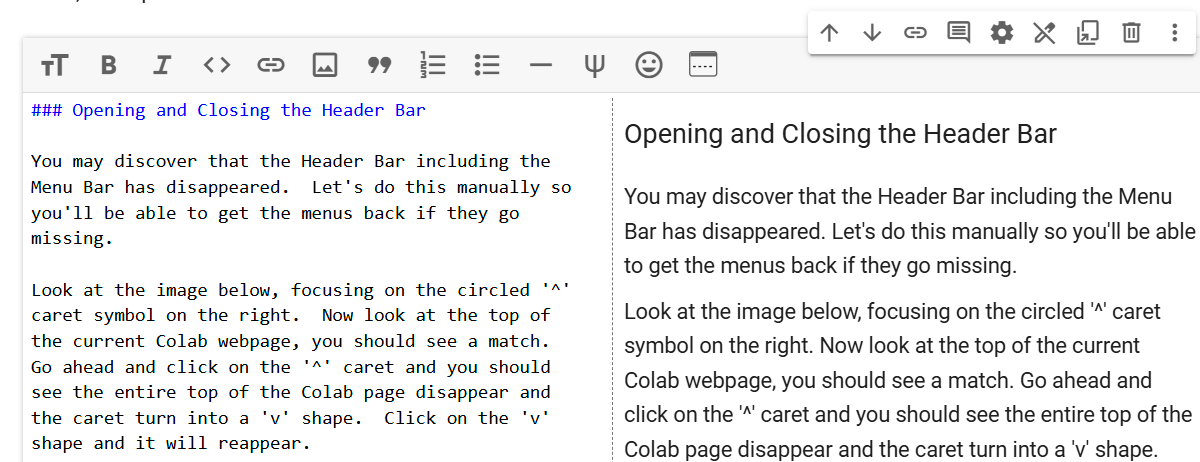 ### Opening and Closing the Header Bar
You may discover that the Header Bar including the
Menu Bar has disappeared.  Let's do this manually so
you'll be able to get the menus back if they go
missing.
Look at the image below, focusing on the circled '^'
caret symbol on the right.  Now look at the top of
the current Colab webpage, you should see a match.
Go ahead and click on the '^' caret and you should
see the entire top of the Colab page disappear and
the caret turn into a 'v' shape.  Click on the 'v'
shape and it will reappear.
Opening and Closing the Header Bar
You may discover that the Header Bar including the Menu
Bar has disappeared. Let's do this manually so you'll be able
to get the menus back if they go missing.
Look at the image below, focusing on the circled '^' caret
symbol on the right. Now look at the top of the current
Colab webpage, you should see a match. Go ahead and
click on the '^' caret and you should see the entire top of the
Colab page disappear and the caret turn into a 'v' shape.